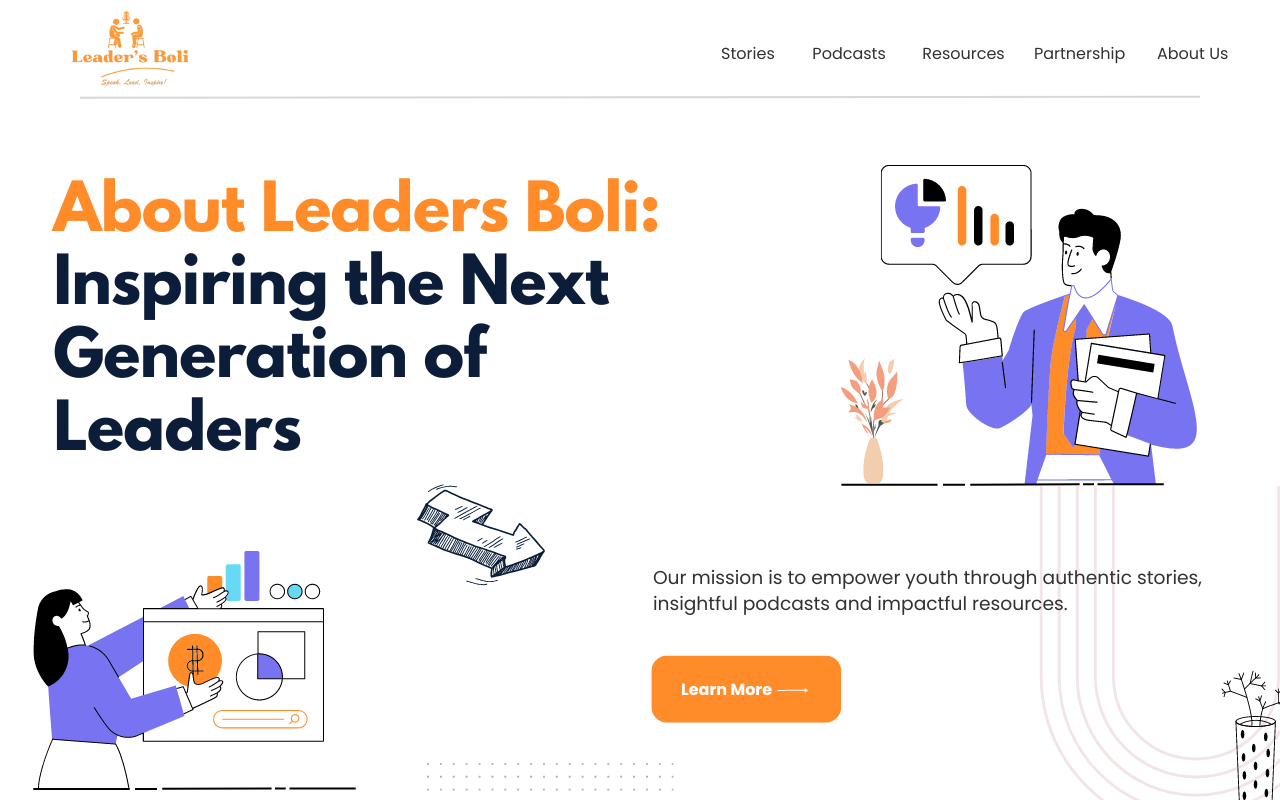 Leader's Boli
Speak, Lead, Inspire!
Stories Podcasts Resources Partnership About Us
About Leaders Boli:
Inspiring the Next
Generation of
Leaders
Our mission is to empower youth through authentic stories,
insightful podcasts and impactful resources.
Learn More